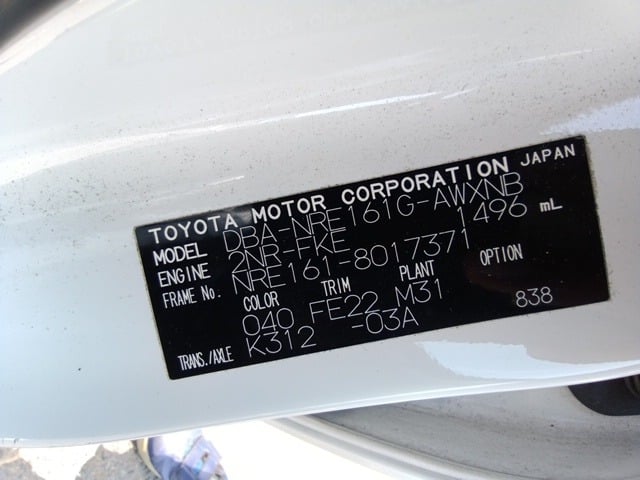 TOYOTA MOTOR CORPORATION JAPAN
MODEL DBA-NRE161G-AWXNB
ENGINE 2NR-FKE 1496 mL
FRAME No. NRE161-8017371
COLOR TRIM PLANT OPTION
040 FE22 M31 838
TRANS./AXLE K312 -03A